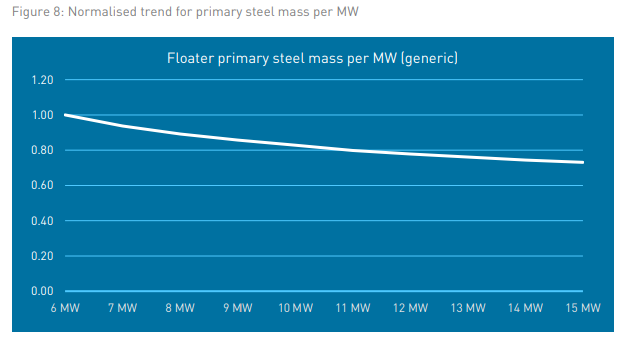 Figure 8: Normalised trend for primary steel mass per MW
Floater primary steel mass per MW (generic)
1.20
1.00
0.80
0.60
0.40
0.20
0.00
6 MW 7 MW 8 MW 9 MW 10 MW 11 MW 12 MW 13 MW 14 MW 15 MW